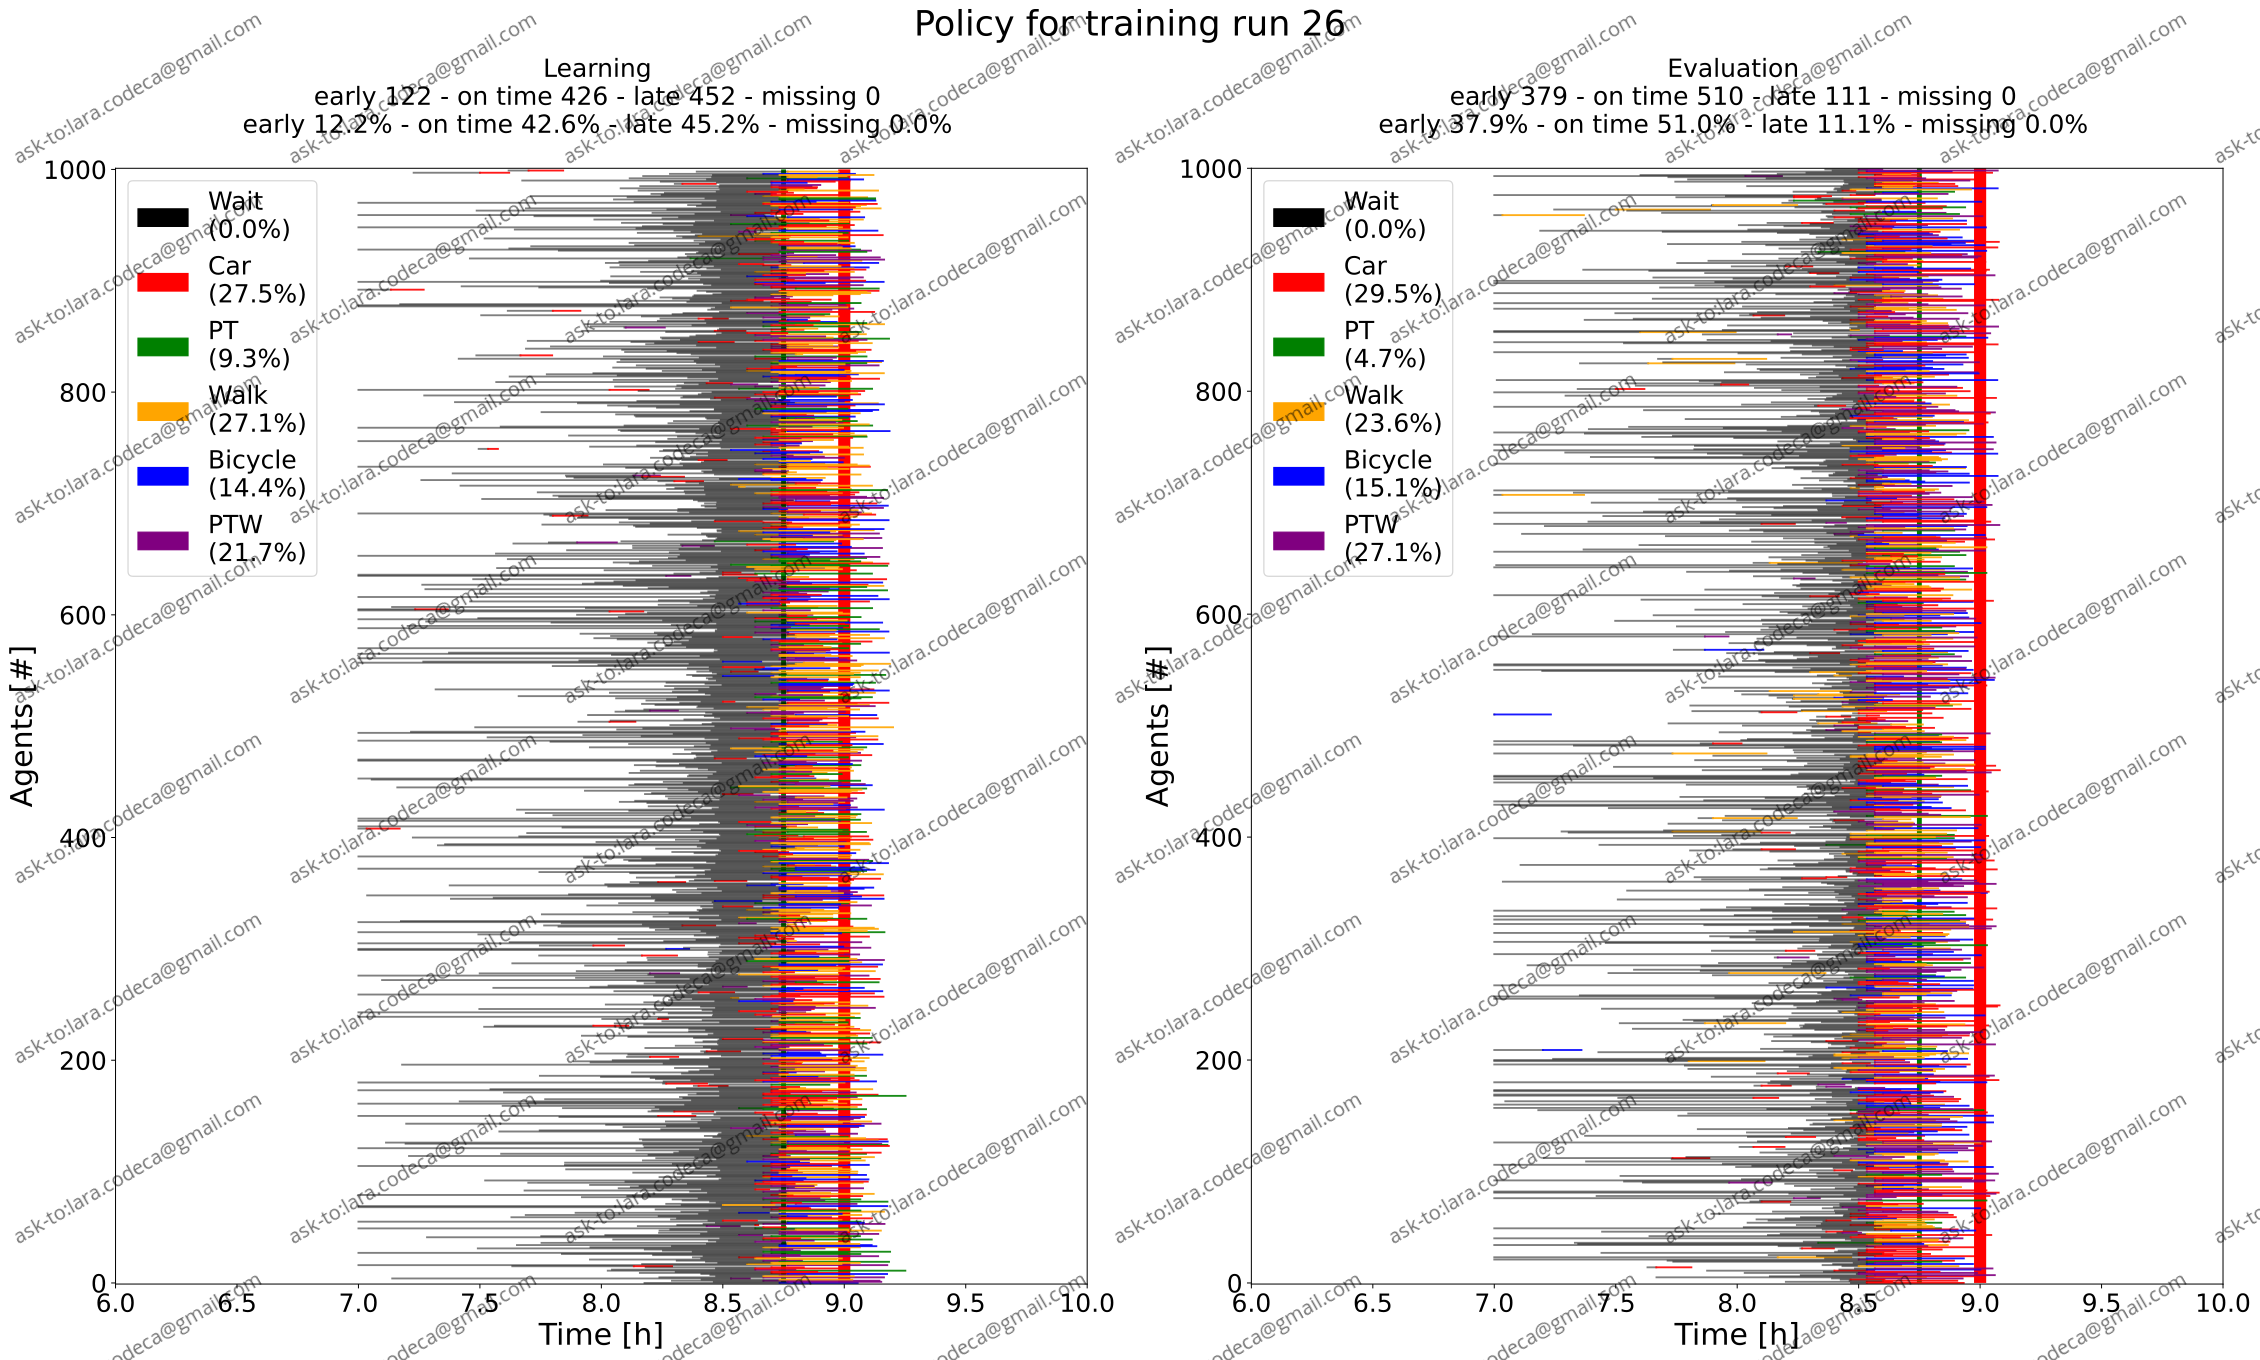 Policy for training run 26
Learning
early 122 - on time 426 - late 452 - missing 0
early 12.2% - on time 42.6% - late 45.2% - missing 0.0%
1000
800
600
400
200
0
Agents [#]
Wait
(0.0%)
Car
(27.5%)
PT
(9.3%)
Walk
(27.1%)
Bicycle
(14.4%)
PTW
(21.7%)
6.0 6.5 7.0 7.5 8.0 8.5 9.0 9.5 10.0
Time [h]
Evaluation
early 379 - on time 510 - late 111 - missing 0
early 37.9% - on time 51.0% - late 11.1% - missing 0.0%
1000
800
600
400
200
0
Agents [#]
Wait
(0.0%)
Car
(29.5%)
PT
(4.7%)
Walk
(23.6%)
Bicycle
(15.1%)
PTW
(27.1%)
6.0 6.5 7.0 7.5 8.0 8.5 9.0 9.5 10.0
Time [h]
ask-to:lara.codeca@gmail.com